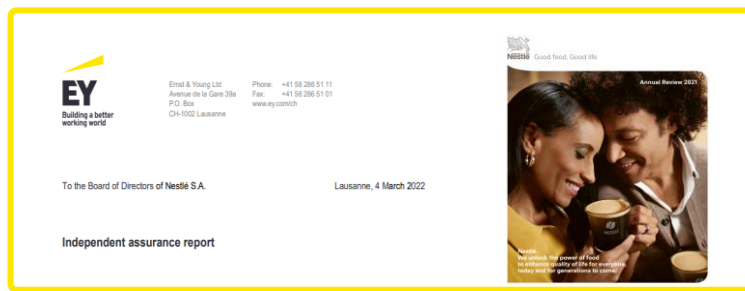 EY
Building a better
working world
Ernst & Young Ltd
Avenue de la Gare 39a
P.O. Box
CH-1002 Lausanne
Phone: +41 58 286 51 11
Fax: +41 58 286 51 01
www.ey.com/ch
To the Board of Directors of Nestlé S.A.
Lausanne, 4 March 2022
Independent assurance report
Nestlé Good food, Good life
Annual Review 2021
Nestlé.
We unlock the power of food
to enhance quality of life for everyone,
today and for generations to come.